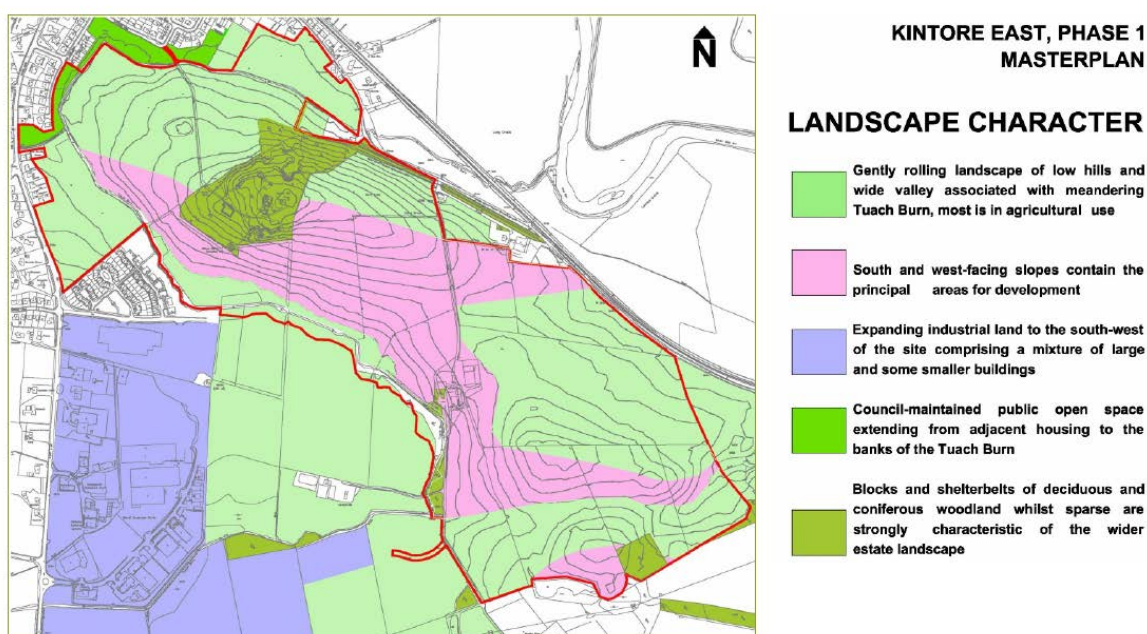 N
KINTORE EAST, PHASE 1
MASTERPLAN
LANDSCAPE CHARACTER
Gently rolling landscape of low hills and
wide valley associated with meandering
Tuach Burn, most is in agricultural use
South and west-facing slopes contain the
principal areas for development
Expanding industrial land to the south-west
of the site comprising a mixture of large
and some smaller buildings
Council-maintained public open space
extending from adjacent housing to the
banks of the Tuach Burn
Blocks and shelterbelts of deciduous and
coniferous woodland whilst sparse are
strongly characteristic of the wider
estate landscape